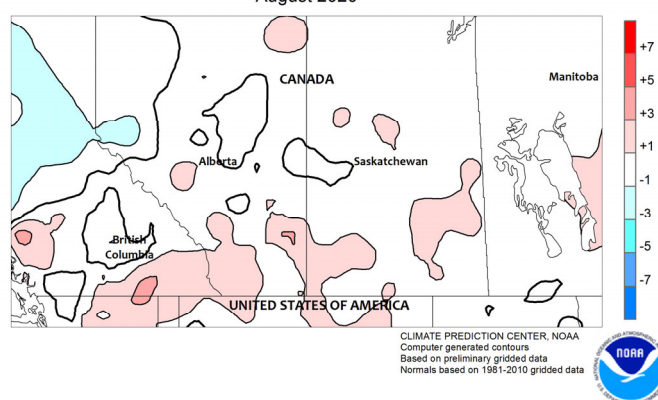 CANADA
Manitoba
+7
+5
+3
+1
-1
-3
-5
-7
Alberta
Saskatchewan
British
Columbia
UNITED STATES OF AMERICA
CLIMATE PREDICTION CENTER, NOAA
Computer generated contours
Based on preliminary gridded data
Normals based on 1981-2010 gridded data
NOAA